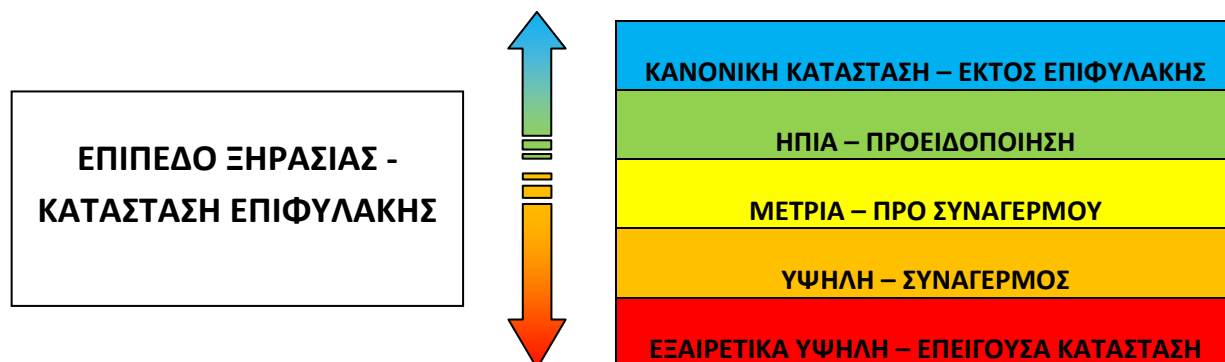 ΕΠΙΠΕΔΟ ΞΗΡΑΣΙΑΣ -
ΚΑΤΑΣΤΑΣΗ ΕΠΙΦΥΛΑΚΗΣ
ΚΑΝΟΝΙΚΗ ΚΑΤΑΣΤΑΣΗ – ΕΚΤΟΣ ΕΠΙΦΥΛΑΚΗΣ
ΗΠΙΑ – ΠΡΟΕΙΔΟΠΟΙΗΣΗ
ΜΕΤΡΙΑ – ΠΡΟ ΣΥΝΑΓΕΡΜΟΥ
ΥΨΗΛΗ – ΣΥΝΑΓΕΡΜΟΣ
ΕΞΑΙΡΕΤΙΚΑ ΥΨΗΛΗ – ΕΠΕΙΓΟΥΣΑ ΚΑΤΑΣΤΑΣΗ